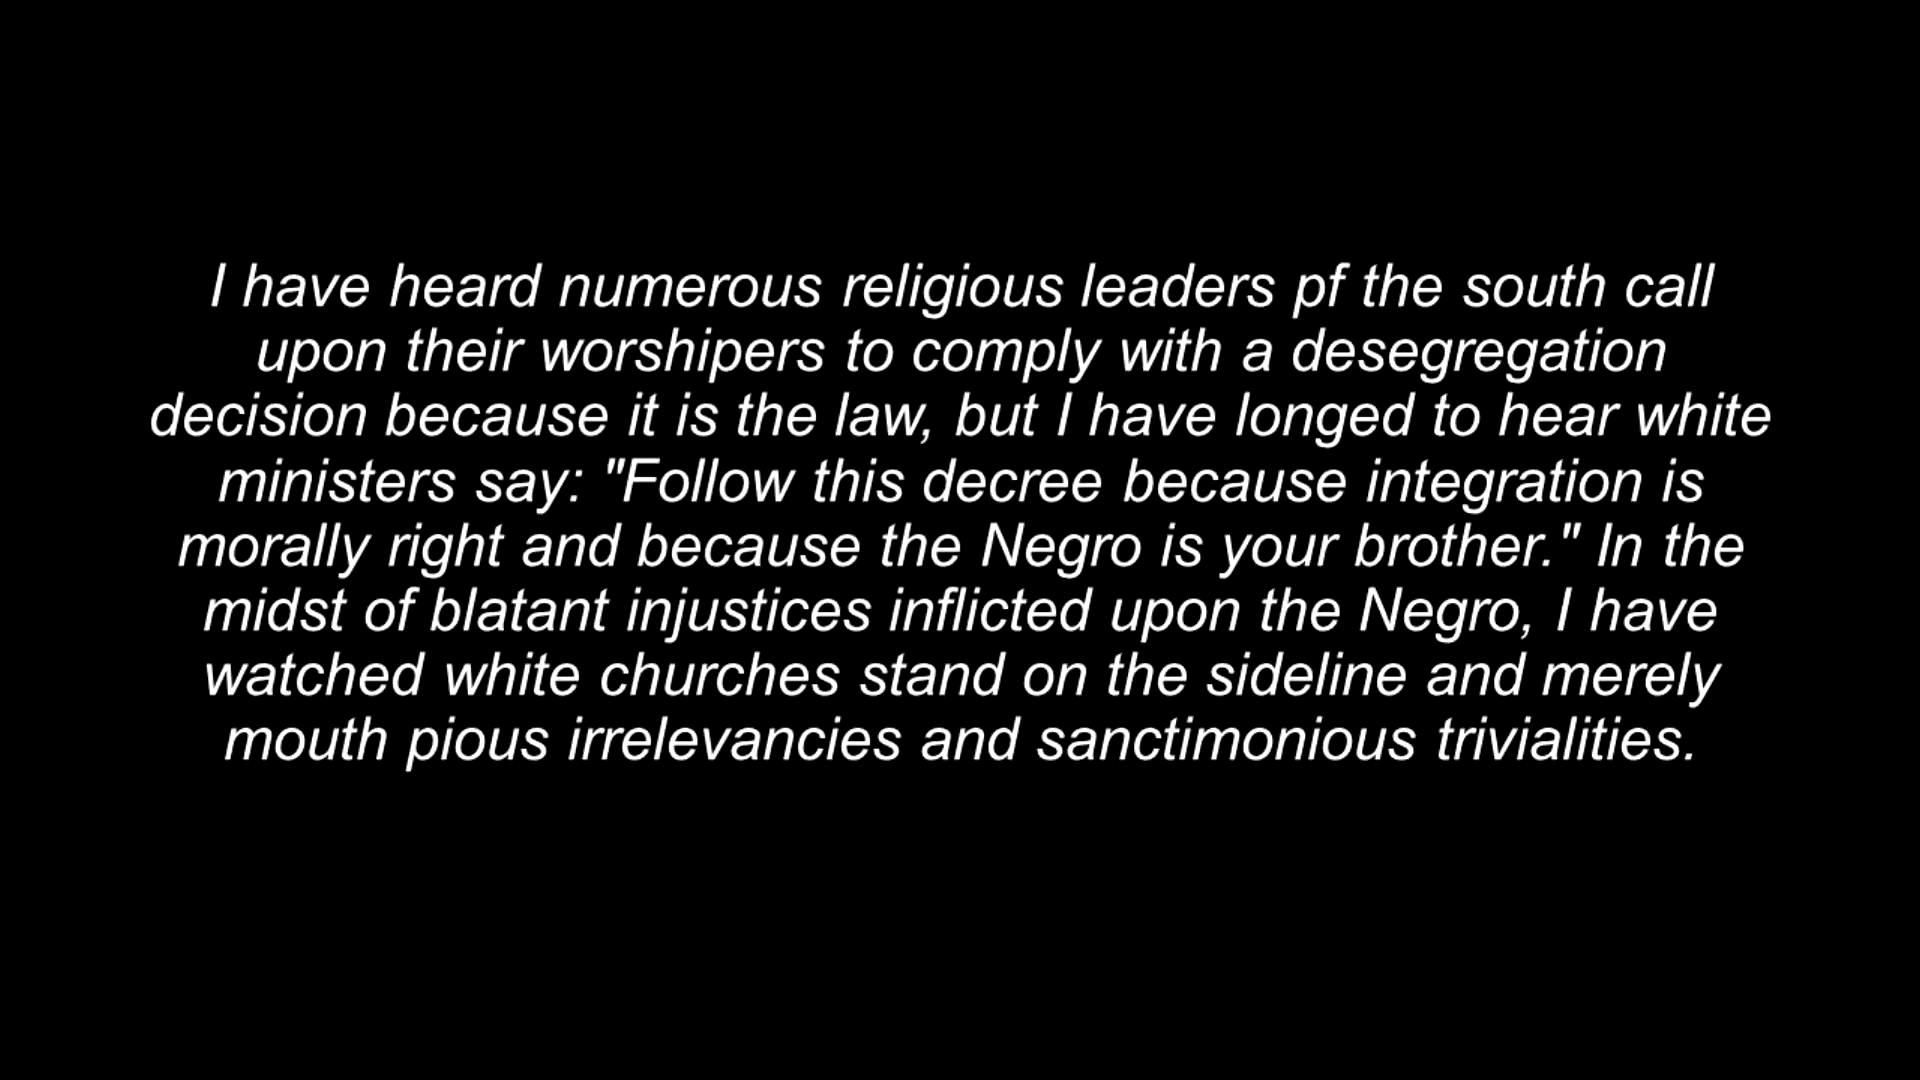 I have heard numerous religious leaders pf the south call
upon their worshipers to comply with a desegregation
decision because it is the law, but I have longed to hear white
ministers say: "Follow this decree because integration is
morally right and because the Negro is your brother." In the
midst of blatant injustices inflicted upon the Negro, I have
watched white churches stand on the sideline and merely
mouth pious irrelevancies and sanctimonious trivialities.